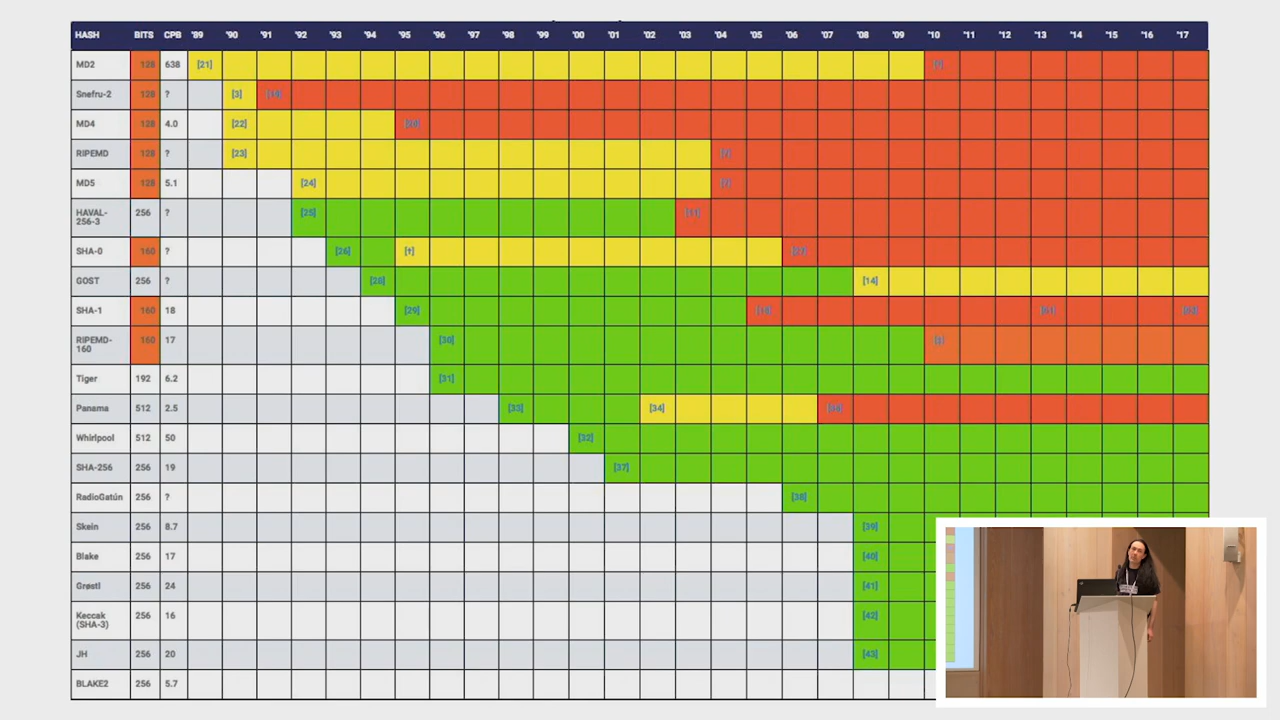 HASH BITS CPB '89 '90 '91 '92 '93 '94 '95 '96 '97 '98 '99 '00 '01 '02 '03 '04 '05 '06 '07 '08 '09 '10 '11 '12 '13 '14 '15 '16 '17
MD2 128 638 [21]
Snefru-2 128 ? [3]
MD4 128 4.0 [22]
RIPEMD 128 ? [23]
MD5 128 5.1 [24]
HAVAL-
256-3 256 ? [25] [11]
SHA-0 160 ? [26] [†] [27]
GOST 256 ? [28] [14]
SHA-1 160 18 [29]
RIPEMD-
160 160 17 [30]
Tiger 192 6.2 [31]
Panama 512 2.5 [33] [34]
Whirlpool 512 50 [32]
SHA-256 256 19 [37]
RadioGatún 256 ? [38]
Skein 256 8.7 [39]
Blake 256 17 [40]
Grøstl 256 24 [41]
Keccak
(SHA-3) 256 16 [42]
JH 256 20 [43]
BLAKE2 256 5.7